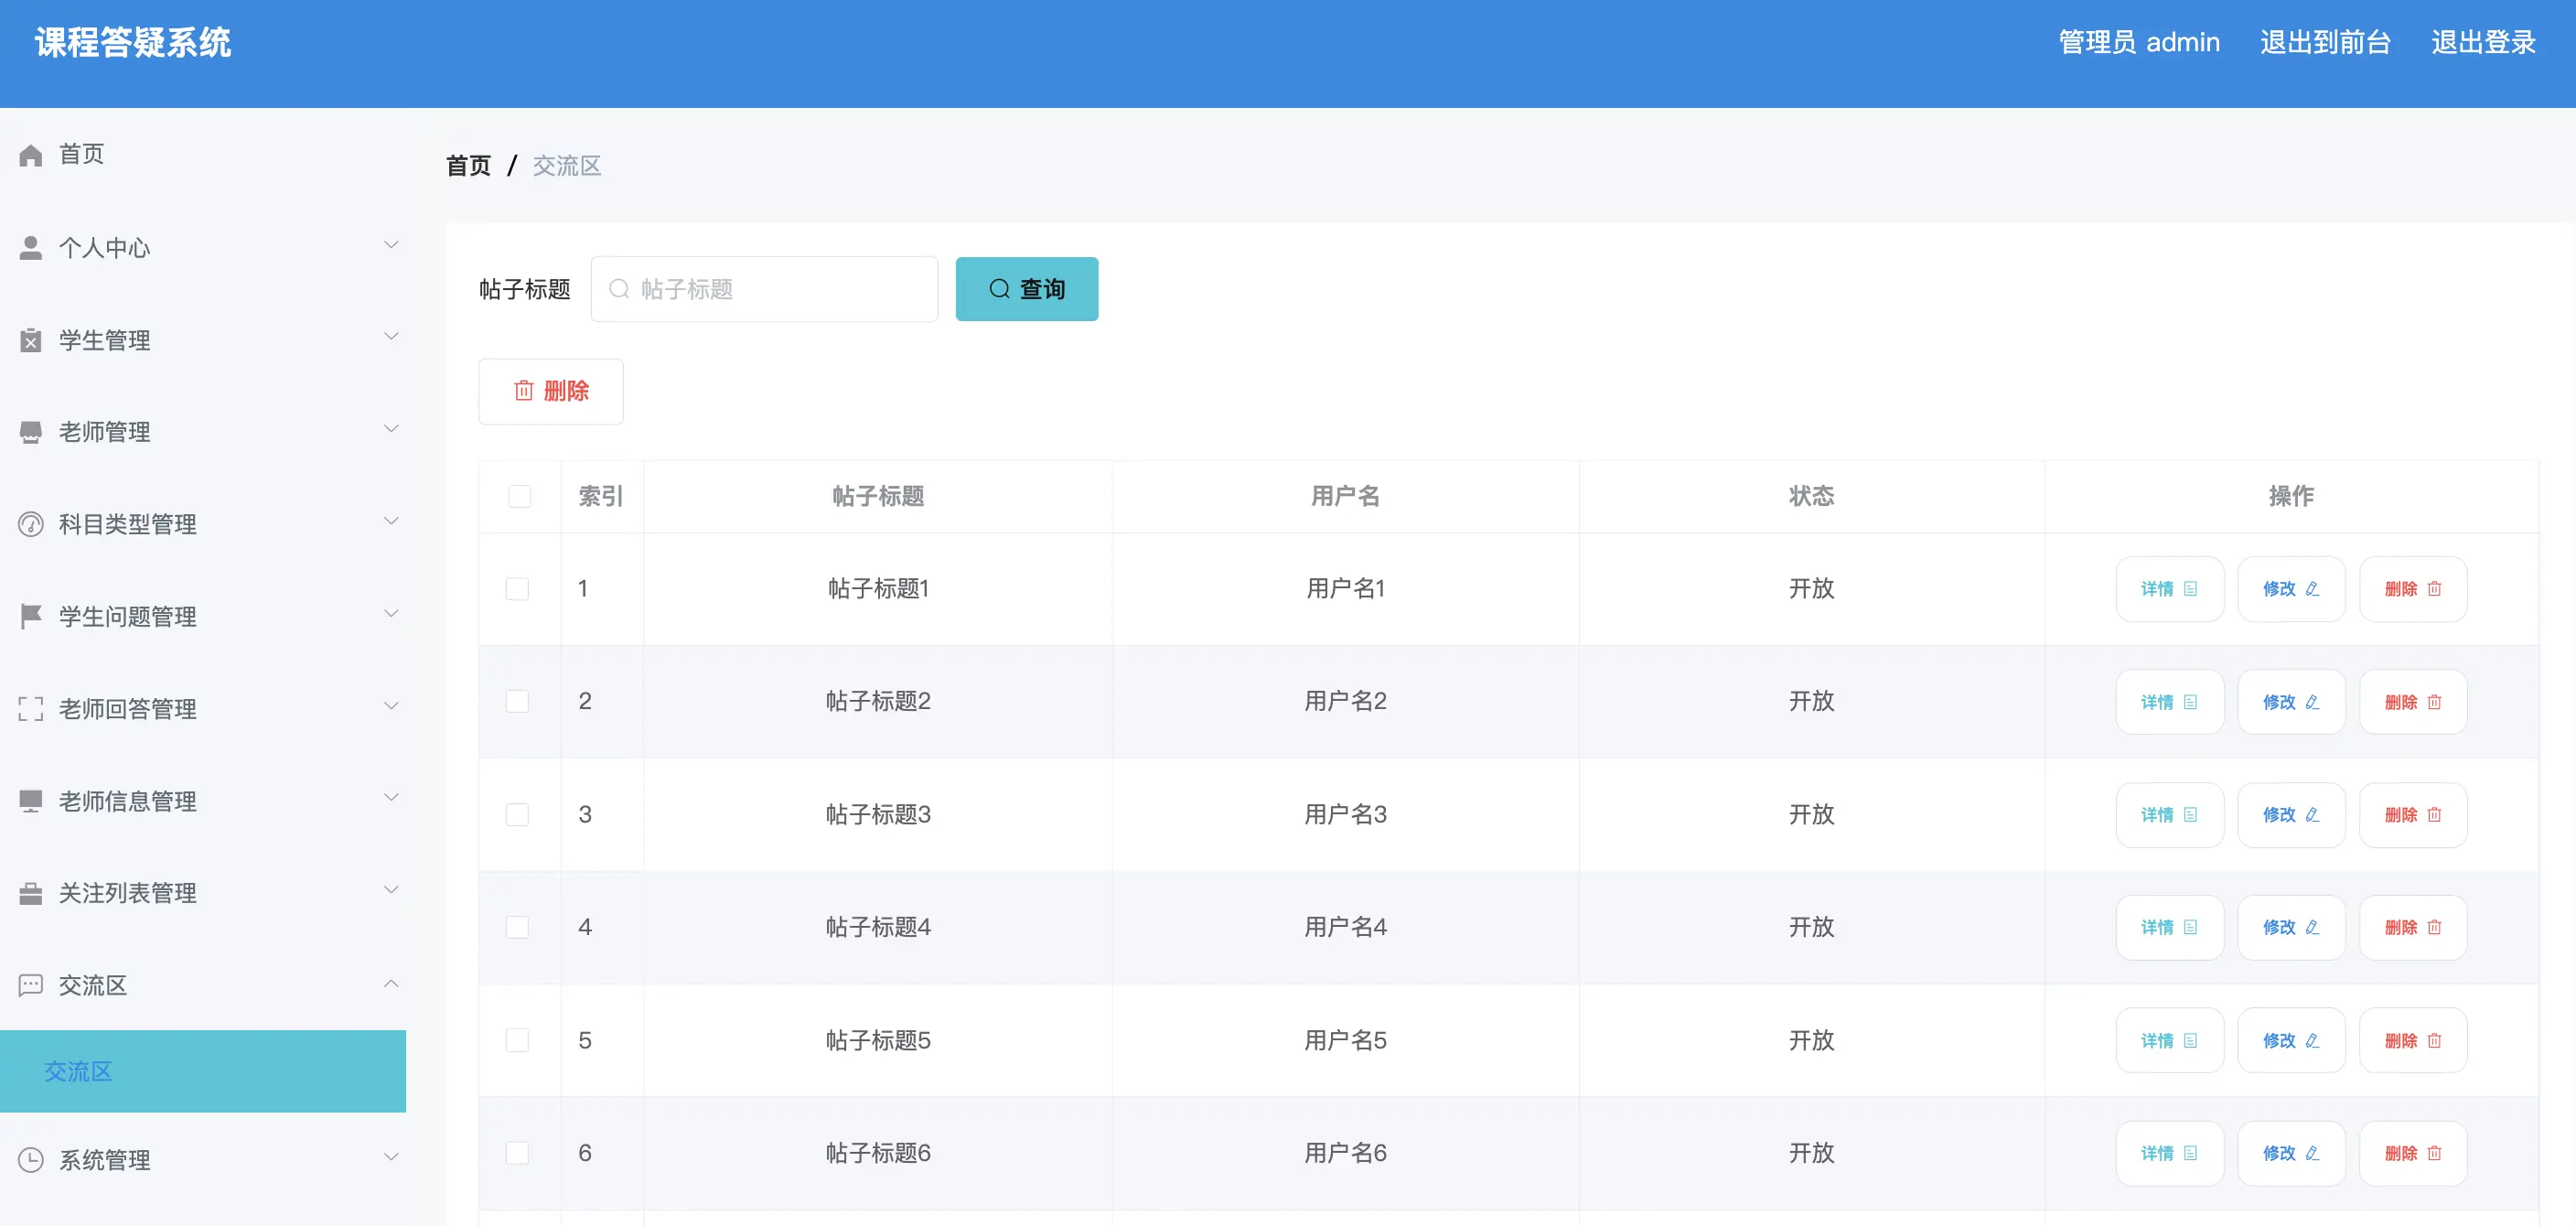 课程答疑系统
管理员 admin 退出到前台 退出登录
首页
个人中心
学生管理
老师管理
科目类型管理
学生问题管理
老师回答管理
老师信息管理
关注列表管理
交流区
交流区
系统管理
首页 / 交流区
帖子标题 帖子标题 查询
删除
索引 帖子标题 用户名 状态 操作
1 帖子标题1 用户名1 开放 详情 修改 删除
2 帖子标题2 用户名2 开放 详情 修改 删除
3 帖子标题3 用户名3 开放 详情 修改 删除
4 帖子标题4 用户名4 开放 详情 修改 删除
5 帖子标题5 用户名5 开放 详情 修改 删除
6 帖子标题6 用户名6 开放 详情 修改 删除